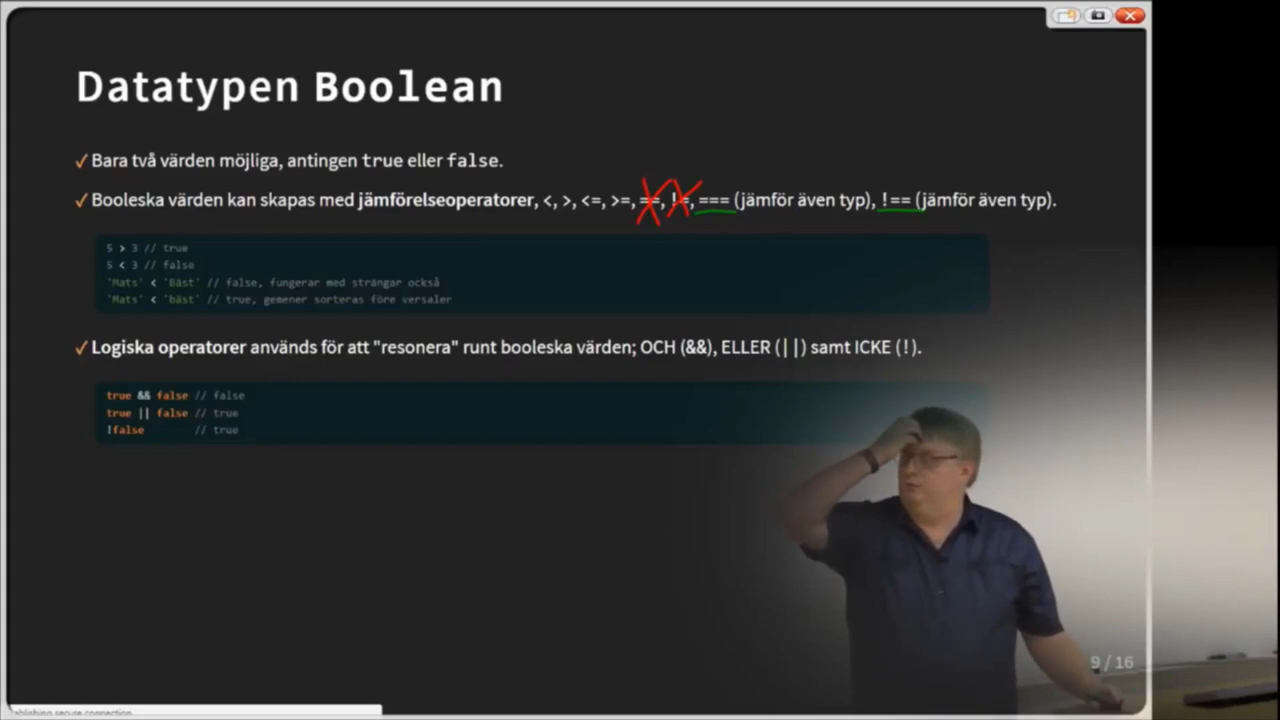 Datatypen Boolean
✓ Bara två värden möjliga, antingen true eller false.
✓ Booleska värden kan skapas med jämförelseoperatorer, <, >, <=, >=, ==, !=, === (jämför även typ), !== (jämför även typ).
5 > 3 // true
5 < 3 // false
'Mats' < 'Bäst' // false, fungerar med strängar också
'Mats' < 'bäst' // true, gemener sorteras före versaler
✓ Logiska operatorer används för att "resonera" runt booleska värden; OCH (&&), ELLER (||) samt ICKE (!).
true && false // false
true || false // true
!false // true
9 / 16
ablishing secure connection